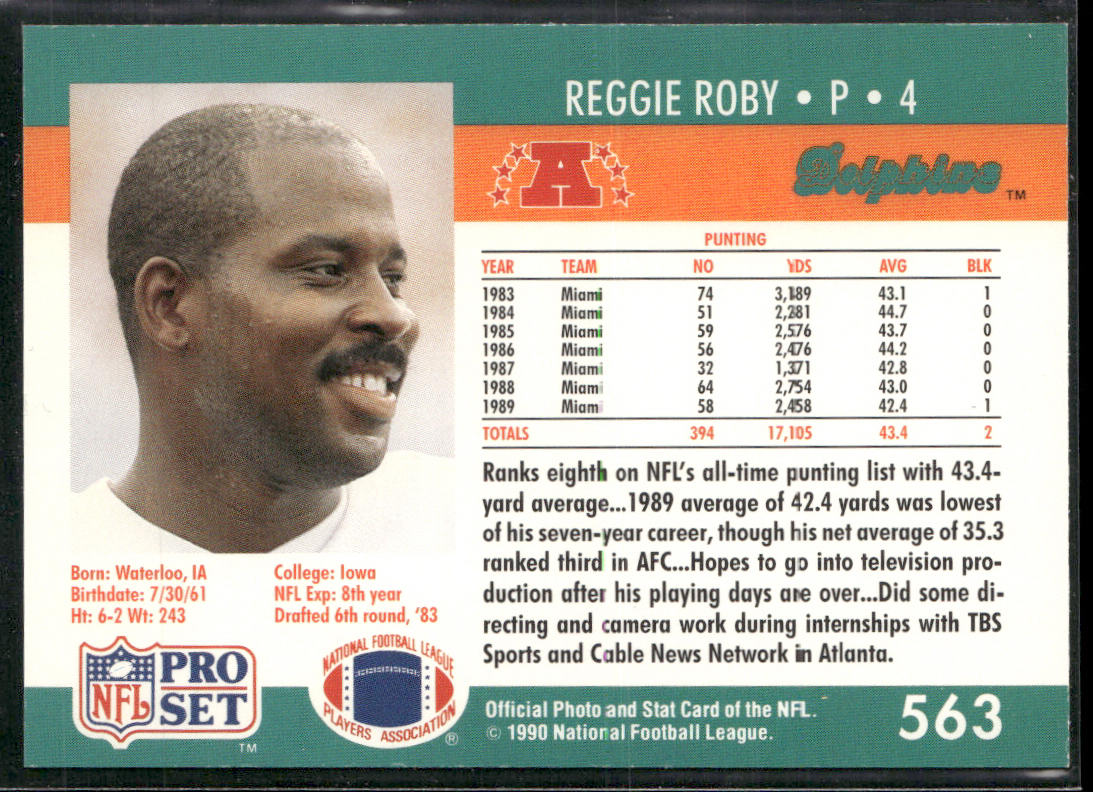 REGGIE ROBY • P • 4
A
Dolphins ™
PUNTING
YEAR TEAM NO YDS AVG BLK
1983 Miami 74 3,189 43.1 1
1984 Miami 51 2,281 44.7 0
1985 Miami 59 2,576 43.7 0
1986 Miami 56 2,476 44.2 0
1987 Miami 32 1,371 42.8 0
1988 Miami 64 2,754 43.0 0
1989 Miami 58 2,458 42.4 1
TOTALS 394 17,105 43.4 2
Ranks eighth on NFL's all-time punting list with 43.4-
yard average...1989 average of 42.4 yards was lowest
of his seven-year career, though his net average of 35.3
ranked third in AFC...Hopes to go into television pro-
duction after his playing days are over...Did some di-
recting and camera work during internships with TBS
Sports and Cable News Network in Atlanta.
Born: Waterloo, IA
Birthdate: 7/30/61
Ht: 6-2 Wt: 243
College: Iowa
NFL Exp: 8th year
Drafted 6th round, '83
NFL
PRO
SET
™
NATIONAL FOOTBALL LEAGUE
PLAYERS ASSOCIATION
®
Official Photo and Stat Card of the NFL.
© 1990 National Football League.
563